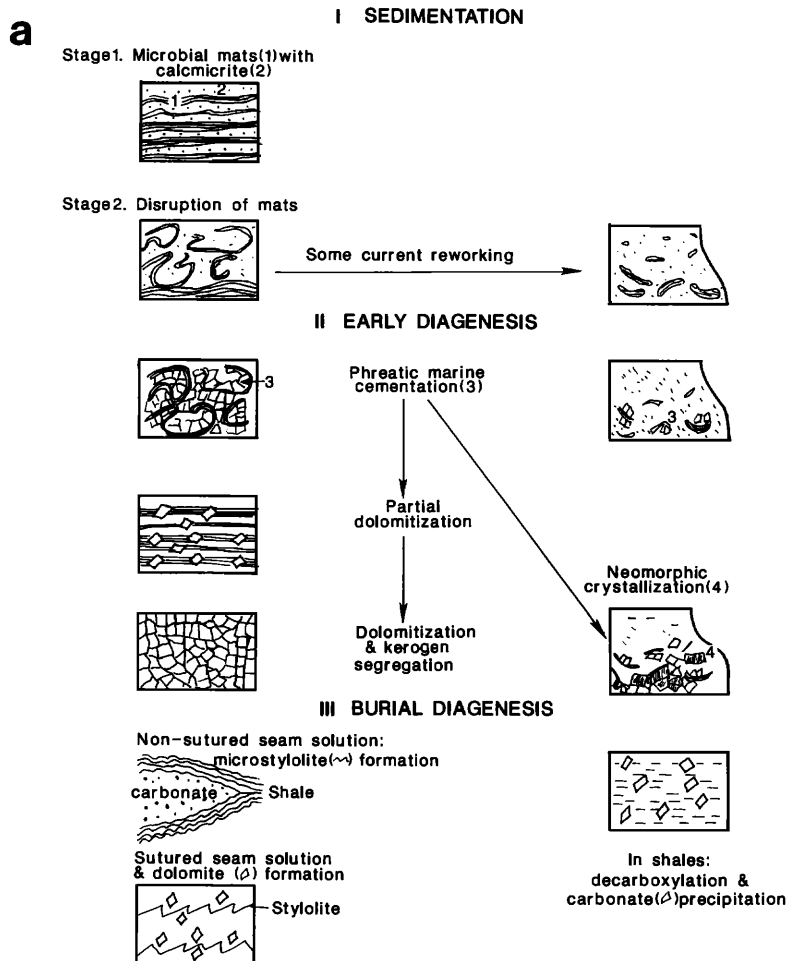 a
I SEDIMENTATION
Stage1. Microbial mats(1)with
calcmicrite(2)
1
2
Stage2. Disruption of mats
Some current reworking
II EARLY DIAGENESIS
3
Phreatic marine
cementation(3)
3
Partial
dolomitization
Neomorphic
crystallization(4)
Dolomitization
& kerogen
segregation
4
III BURIAL DIAGENESIS
Non-sutured seam solution:
microstylolite(~) formation
carbonate
Shale
Sutured seam solution
& dolomite (▱) formation
Stylolite
In shales:
decarboxylation &
carbonate(▱)precipitation